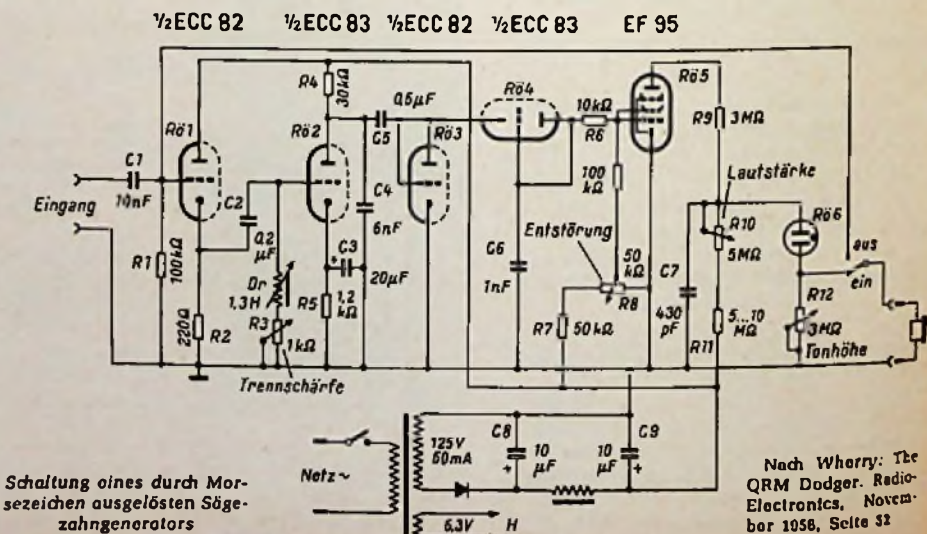 ½ECC 82 ½ECC 83 ½ECC 82 ½ECC 83 EF 95
Rö1
R4
30kΩ
Rö2
0,5µF
C5
Rö3
Rö4
10kΩ
R6
Rö5
R9
3MΩ
C1
10nF
Eingang
R1
100kΩ
C2
0,2
µF
Dr
1,3H
R3
1kΩ
Trennschärfe
220Ω
R2
R5
1,2
kΩ
C3
+
20µF
C4
6nF
C6
1nF
100
kΩ
Entstörung
50
kΩ
R8
R7
50kΩ
C7
430
pF
Lautstärke
R10
5MΩ
5...10
MΩ
R11
Rö6
aus
ein
R12
3MΩ
Tonhöhe
Netz ~
125V
60mA
C8
10
µF
+
C9
10
µF
+
6,3V
H
Schaltung eines durch Mor-
sezeichen ausgelösten Säge-
zahngenerators
Nach Wherry: The
QRM Dodger. Radio-
Electronics, Novem-
ber 1956, Seite 52